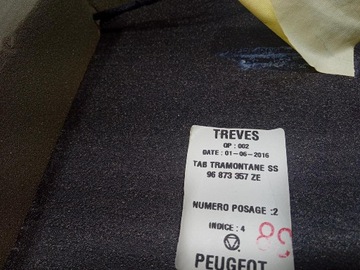 TREVES
OP : 002
DATE : 01-06-2016
TAB TRAMONTANE SS
96 873 357 ZE
NUMERO POSAGE :2
INDICE : 4
PEUGEOT